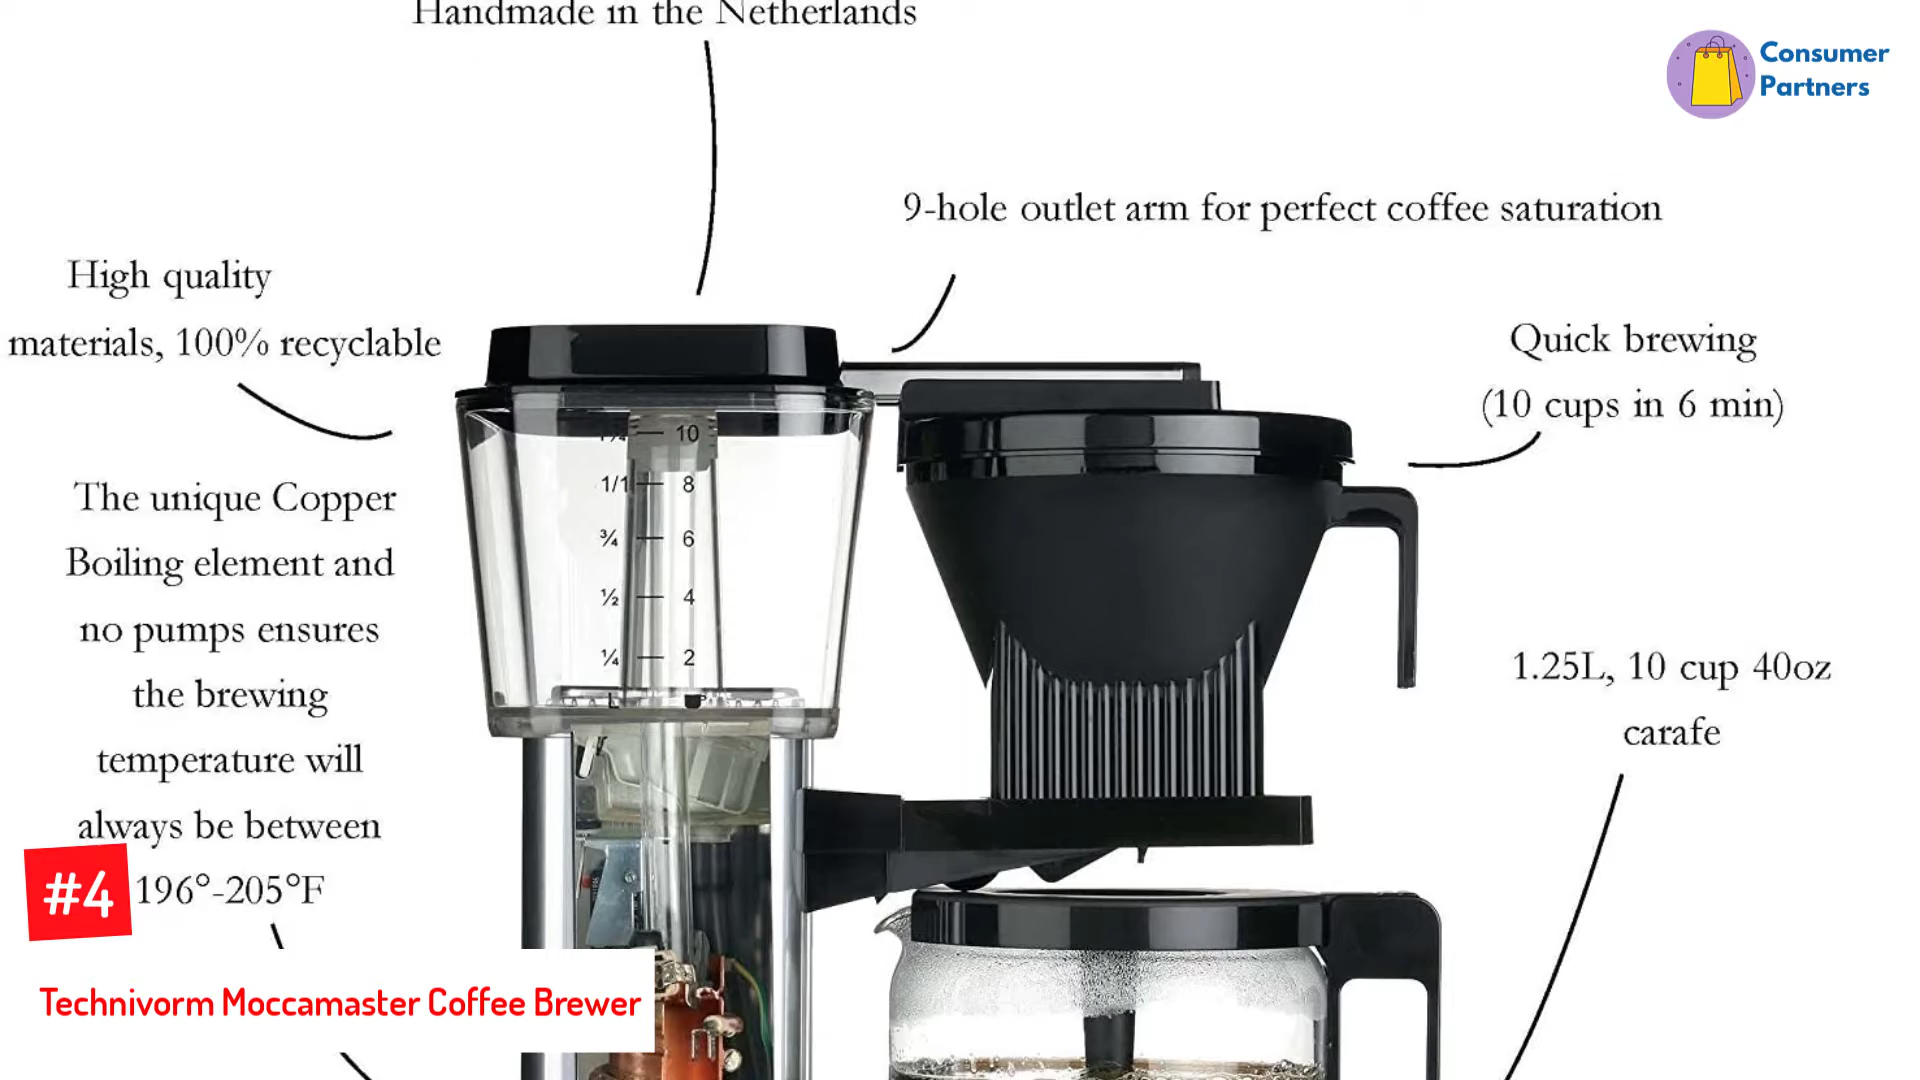 Handmade in the Netherlands
Consumer
Partners
9-hole outlet arm for perfect coffee saturation
High quality
materials, 100% recyclable
Quick brewing
(10 cups in 6 min)
The unique Copper
Boiling element and
no pumps ensures
the brewing
temperature will
always be between
196°-205°F
10
1/1 8
¾ 6
½ 4
¼ 2
1.25L, 10 cup 40oz
carafe
#4
Technivorm Moccamaster Coffee Brewer